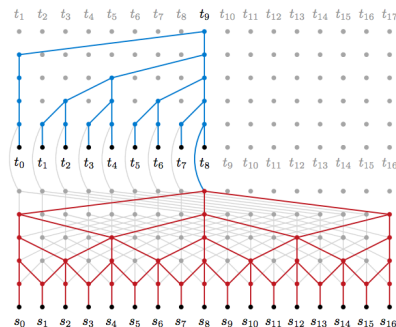 t₁ t₂ t₃ t₄ t₅ t₆ t₇ t₈ t₉ t₁₀ t₁₁ t₁₂ t₁₃ t₁₄ t₁₅ t₁₆ t₁₇
t₀ t₁ t₂ t₃ t₄ t₅ t₆ t₇ t₈ t₉ t₁₀ t₁₁ t₁₂ t₁₃ t₁₄ t₁₅ t₁₆
s₀ s₁ s₂ s₃ s₄ s₅ s₆ s₇ s₈ s₉ s₁₀ s₁₁ s₁₂ s₁₃ s₁₄ s₁₅ s₁₆